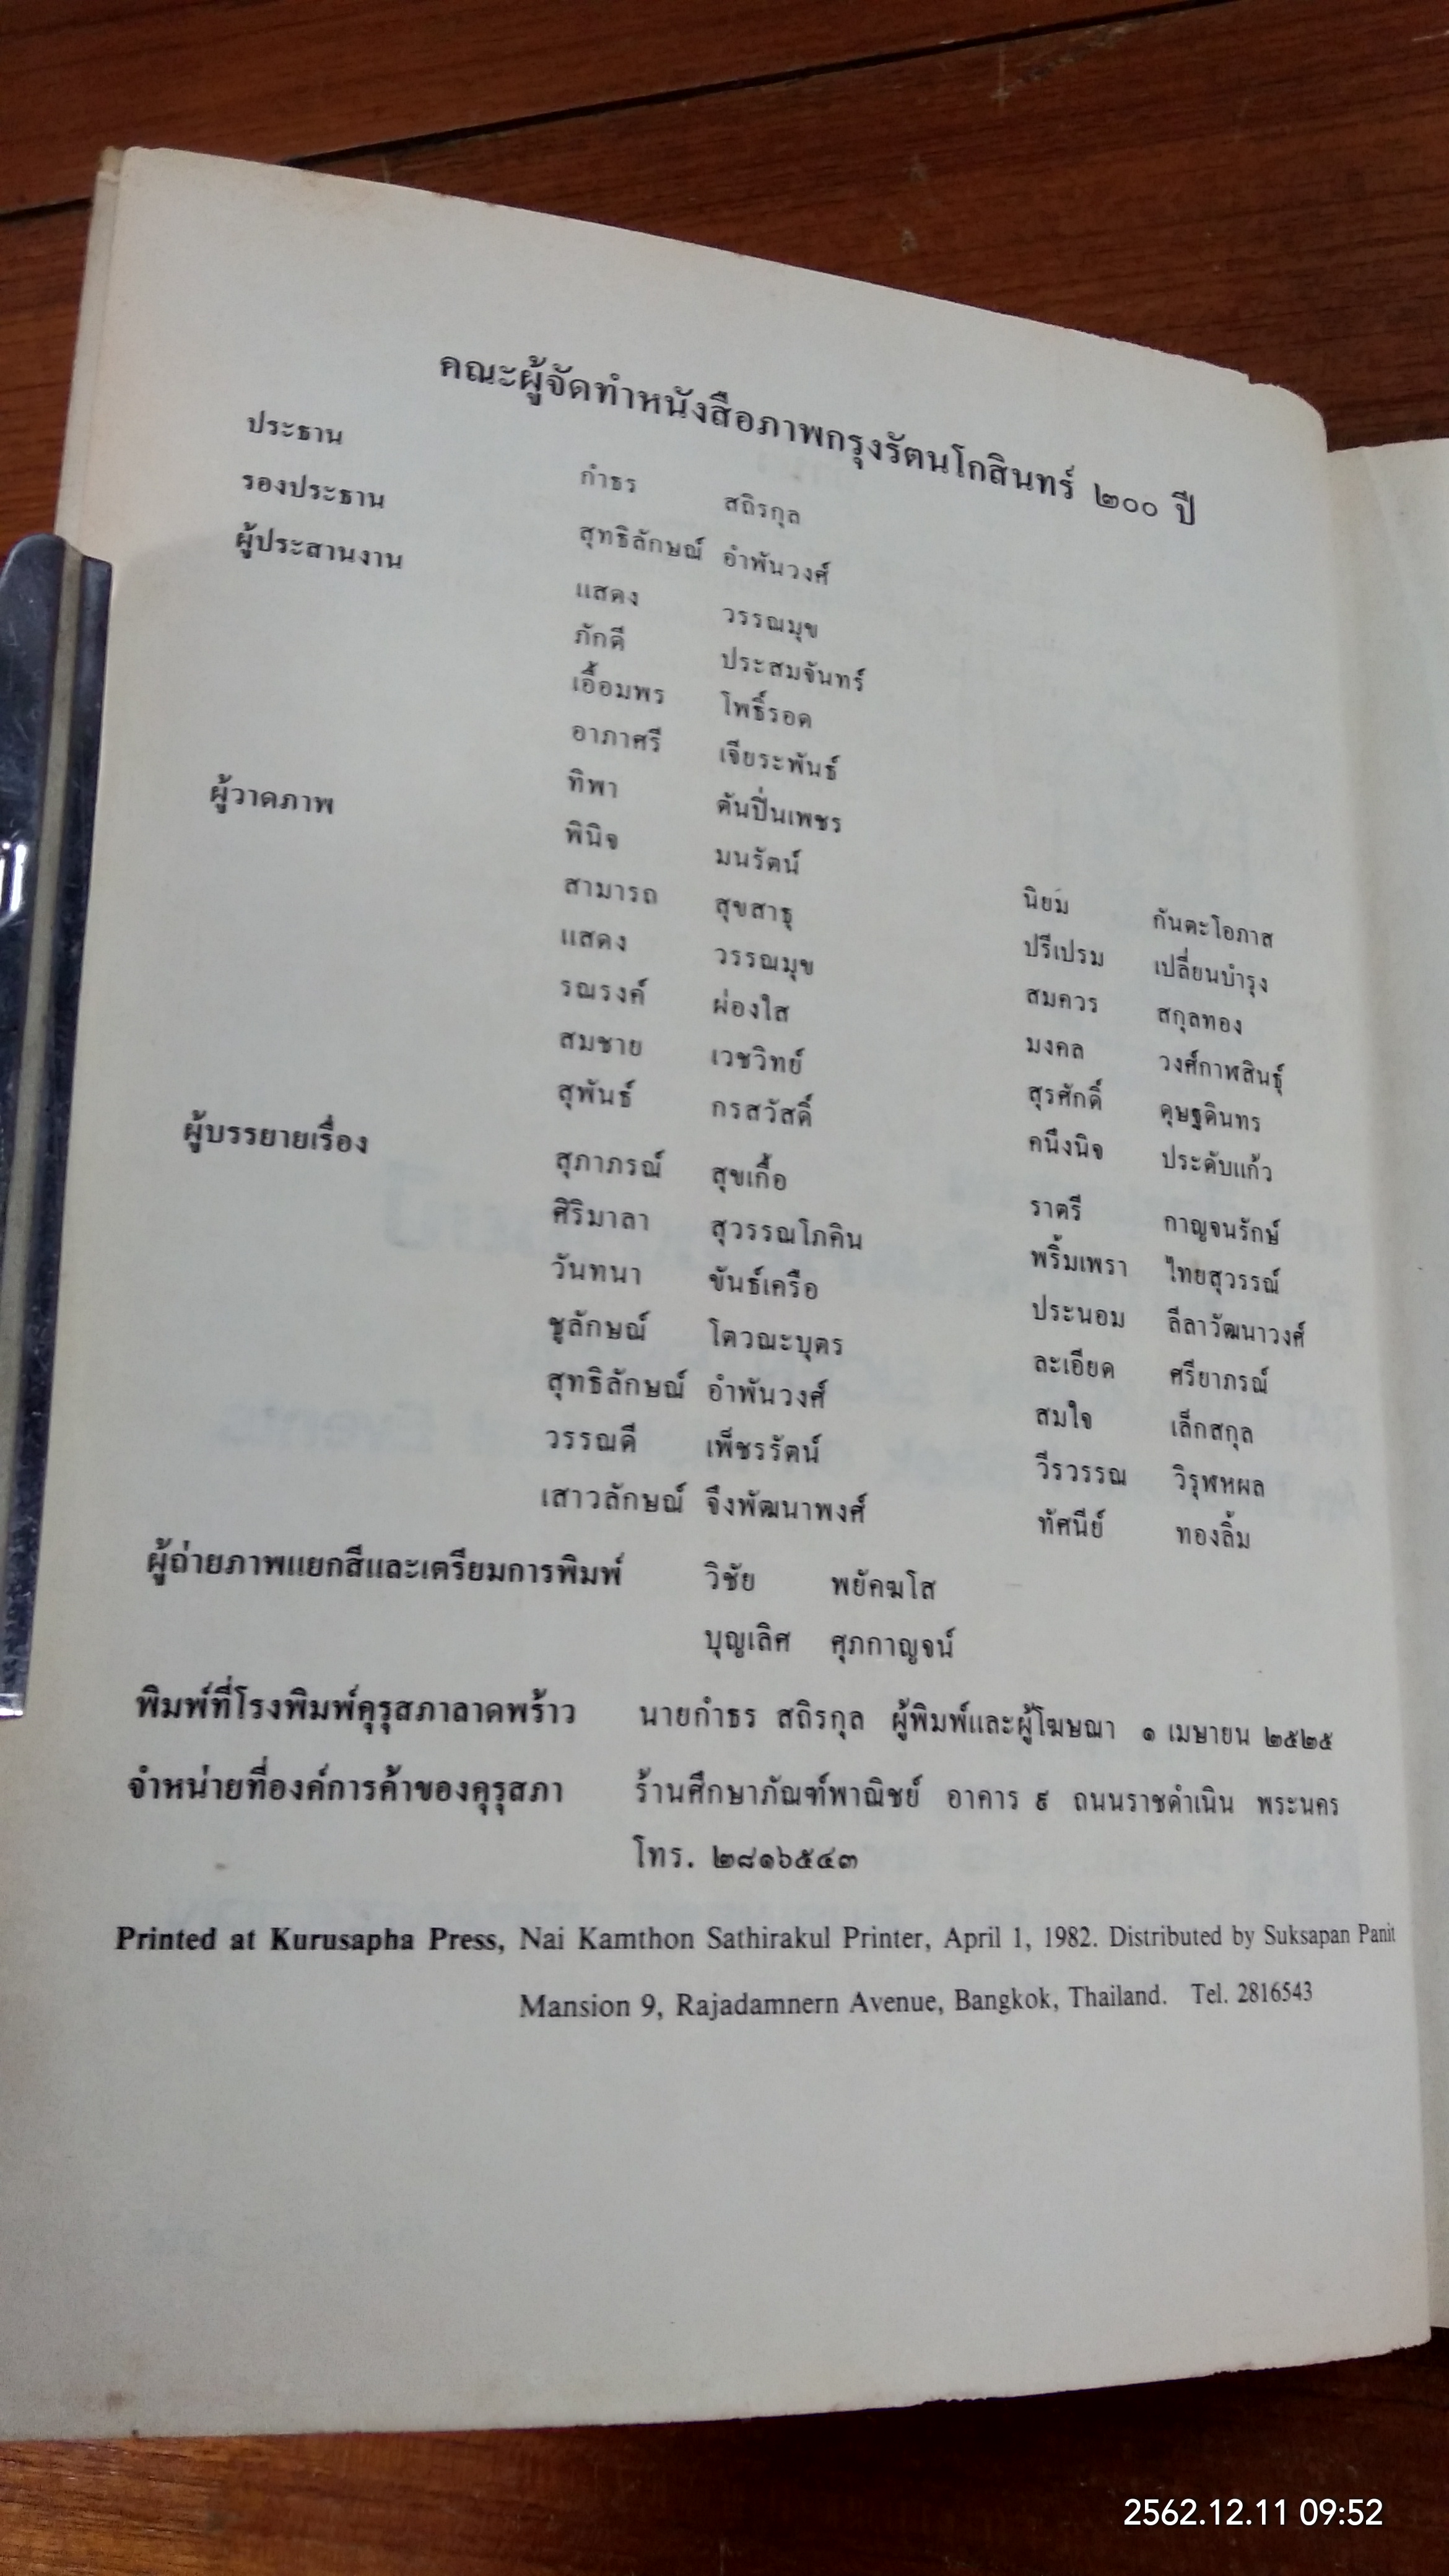 คณะผู้จัดทำหนังสือภาพกรุงรัตนโกสินทร์ ๒๐๐ ปี
ประธาน กำธร สถิรกุล
รองประธาน สุทธิลักษณ์ อำพันวงศ์
ผู้ประสานงาน แสดง วรรณมุข
ภักดี ประสมจันทร์
เอื้อมพร โพธิ์รอด
อาภาศรี เจียระพันธ์
ทิพา ตันปิ่นเพชร
ผู้วาดภาพ พินิจ มนรัตน์ นิยม กันตะโอภาส
สามารถ สุขสาธุ ปรีเปรม เปลี่ยนบำรุง
แสดง วรรณมุข สมควร สกุลทอง
รณรงค์ ผ่องใส มงคล วงศ์กาฬสินธุ์
สมชาย เวชวิทย์ สุรศักดิ์ ดุษฐดินทร
สุพันธ์ กรสวัสดิ์ คนึงนิจ ประดับแก้ว
ผู้บรรยายเรื่อง สุภาภรณ์ สุขเกื้อ ราตรี กาญจนรักษ์
ศิริมาลา สุวรรณโภคิน พริ้มเพรา ไทยสุวรรณ์
วันทนา ขันธ์เครือ ประนอม ลีลาวัฒนาวงศ์
ชูลักษณ์ โตวณะบุตร ละเอียด ศรียาภรณ์
สุทธิลักษณ์ อำพันวงศ์ สมใจ เล็กสกุล
วรรณดี เพ็ชรรัตน์ วีรวรรณ วิรุฬหผล
เสาวลักษณ์ จึงพัฒนาพงศ์ ทัศนีย์ ทองลิ้ม
ผู้ถ่ายภาพแยกสีและเตรียมการพิมพ์ วิชัย พยัคฆโส
บุญเลิศ ศุภกาญจน์
พิมพ์ที่โรงพิมพ์คุรุสภาลาดพร้าว นายกำธร สถิรกุล ผู้พิมพ์และผู้โฆษณา ๑ เมษายน ๒๕๒๕
จำหน่ายที่องค์การค้าของคุรุสภา ร้านศึกษาภัณฑ์พาณิชย์ อาคาร ๙ ถนนราชดำเนิน พระนคร
โทร. ๒๘๑๖๕๔๓
Printed at Kurusapha Press, Nai Kamthon Sathirakul Printer, April 1, 1982. Distributed by Suksapan Panit
Mansion 9, Rajadamnern Avenue, Bangkok, Thailand. Tel. 2816543
2562.12.11 09:52